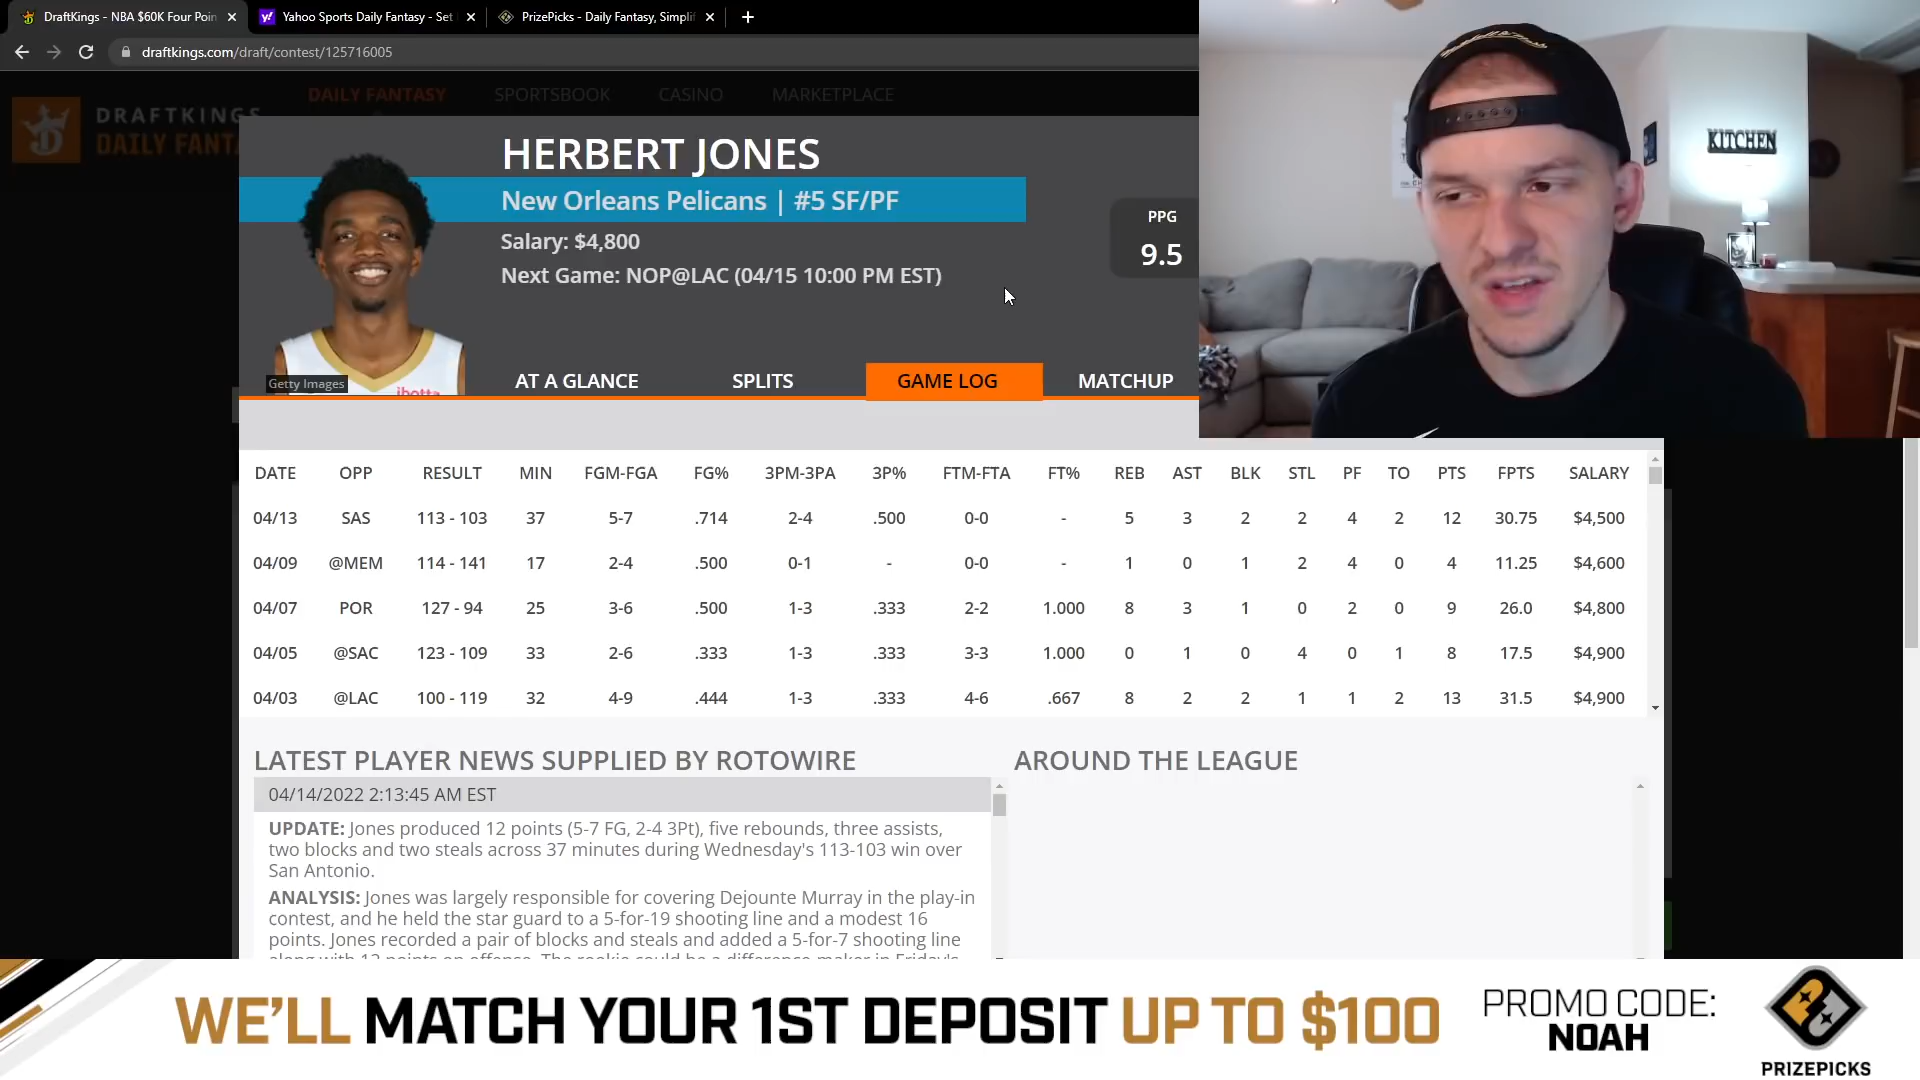 DraftKings - NBA $60K Four Poin
Yahoo Sports Daily Fantasy - Set
PrizePicks - Daily Fantasy, Simplif
draftkings.com/draft/contest/125716005
DRAFTKINGS
DAILY FANTA
DAILY FANTASY SPORTSBOOK CASINO MARKETPLACE
HERBERT JONES
New Orleans Pelicans | #5 SF/PF
Salary: $4,800
Next Game: NOP@LAC (04/15 10:00 PM EST)
PPG
9.5
KITCHEN
Getty Images
ibotta
AT A GLANCE SPLITS GAME LOG MATCHUP
DATE OPP RESULT MIN FGM-FGA FG% 3PM-3PA 3P% FTM-FTA FT% REB AST BLK STL PF TO PTS FPTS SALARY
04/13 SAS 113 - 103 37 5-7 .714 2-4 .500 0-0 - 5 3 2 2 4 2 12 30.75 $4,500
04/09 @MEM 114 - 141 17 2-4 .500 0-1 - 0-0 - 1 0 1 2 4 0 4 11.25 $4,600
04/07 POR 127 - 94 25 3-6 .500 1-3 .333 2-2 1.000 8 3 1 0 2 0 9 26.0 $4,800
04/05 @SAC 123 - 109 33 2-6 .333 1-3 .333 3-3 1.000 0 1 0 4 0 1 8 17.5 $4,900
04/03 @LAC 100 - 119 32 4-9 .444 1-3 .333 4-6 .667 8 2 2 1 1 2 13 31.5 $4,900
LATEST PLAYER NEWS SUPPLIED BY ROTOWIRE
AROUND THE LEAGUE
04/14/2022 2:13:45 AM EST
UPDATE: Jones produced 12 points (5-7 FG, 2-4 3Pt), five rebounds, three assists,
two blocks and two steals across 37 minutes during Wednesday's 113-103 win over
San Antonio.
ANALYSIS: Jones was largely responsible for covering Dejounte Murray in the play-in
contest, and he held the star guard to a 5-for-19 shooting line and a modest 16
points. Jones recorded a pair of blocks and steals and added a 5-for-7 shooting line
along with 12 points on offense. The rookie could be a difference-maker in Friday's
WE'LL MATCH YOUR 1ST DEPOSIT UP TO $100
PROMO CODE:
NOAH
PRIZEPICKS